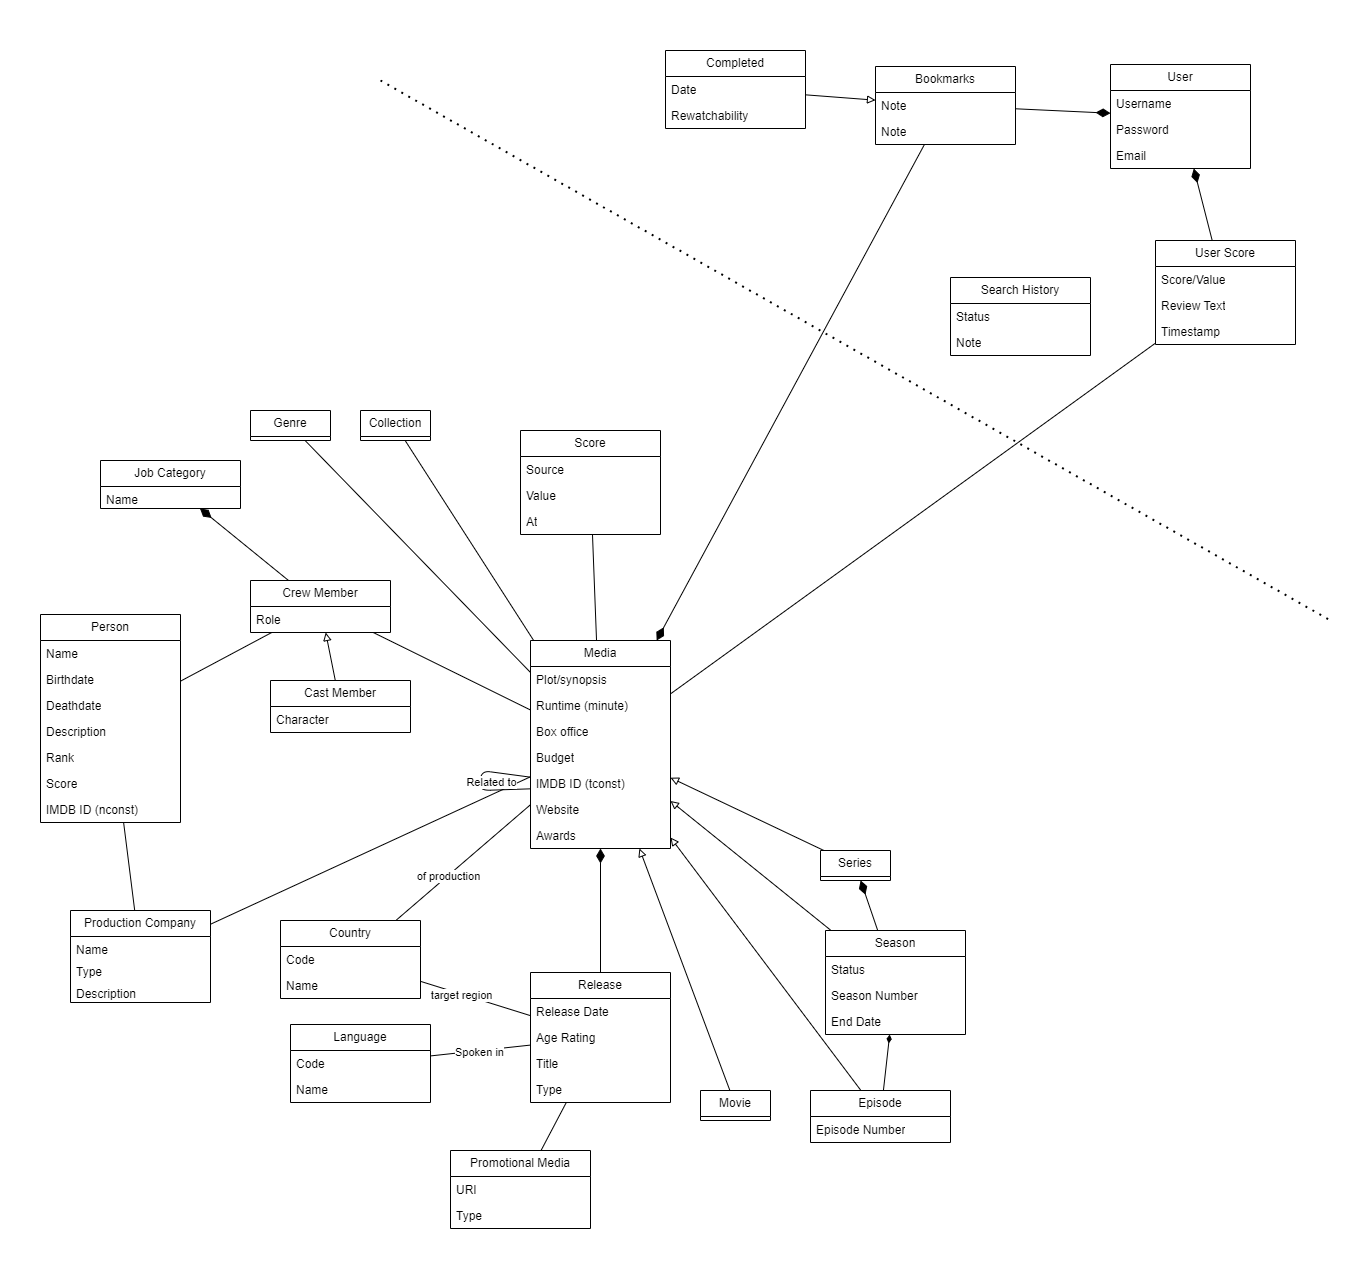 Completed
Date
Rewatchability
Bookmarks
Note
Note
User
Username
Password
Email
User Score
Score/Value
Review Text
Timestamp
Search History
Status
Note
Genre
Collection
Score
Source
Value
At
Job Category
Name
Crew Member
Role
Person
Name
Birthdate
Deathdate
Description
Rank
Score
IMDB ID (nconst)
Cast Member
Character
Media
Plot/synopsis
Runtime (minute)
Box office
Budget
IMDB ID (tconst)
Website
Awards
Related to
of production
Series
Production Company
Name
Type
Description
Country
Code
Name
target region
Season
Status
Season Number
End Date
Release
Release Date
Age Rating
Title
Type
Language
Code
Name
Spoken in
Movie
Episode
Episode Number
Promotional Media
URI
Type